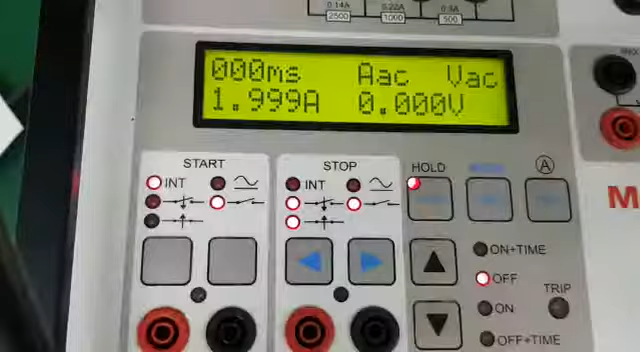 0.14A 0.22A 0.3A
2500 1000 500
000ms Aac Vac
1.999A 0.000V
START
INT
STOP
INT
HOLD
A
ON+TIME
OFF
ON
TRIP
OFF+TIME
M